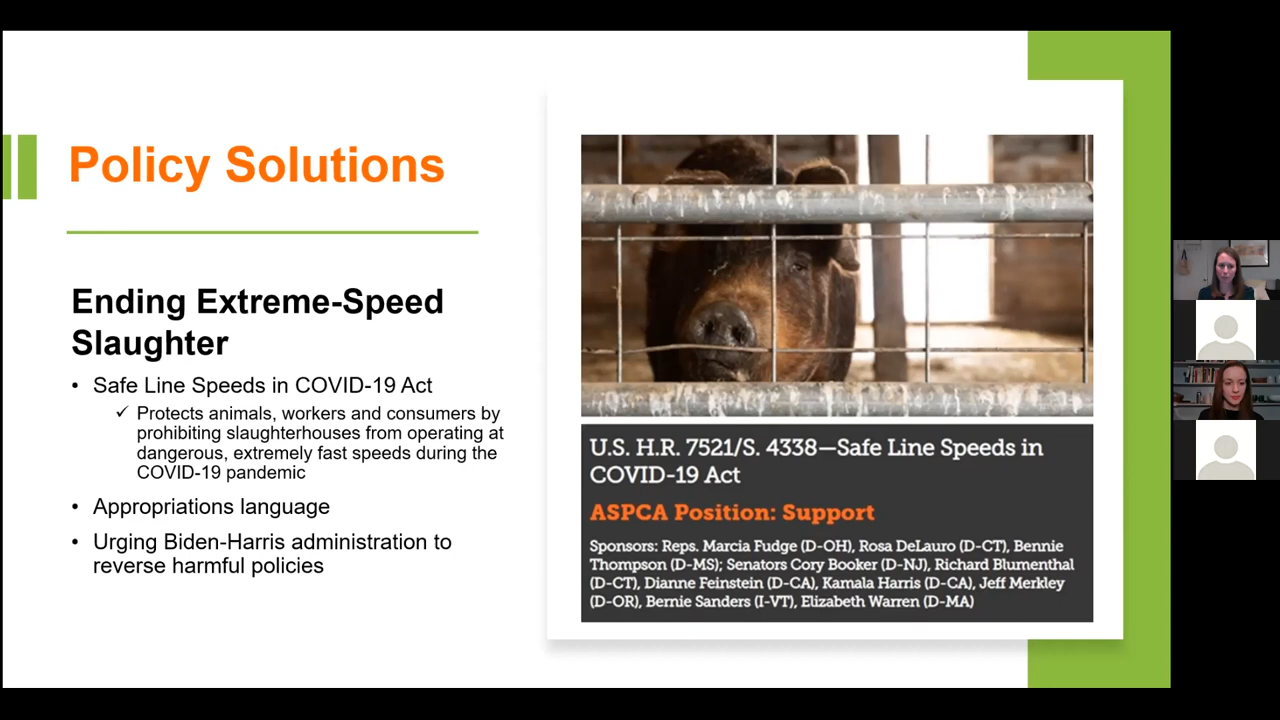 Policy Solutions
Ending Extreme-Speed
Slaughter
• Safe Line Speeds in COVID-19 Act
✓ Protects animals, workers and consumers by
prohibiting slaughterhouses from operating at
dangerous, extremely fast speeds during the
COVID-19 pandemic
• Appropriations language
• Urging Biden-Harris administration to
reverse harmful policies
U.S. H.R. 7521/S. 4338—Safe Line Speeds in
COVID-19 Act
ASPCA Position: Support
Sponsors: Reps. Marcia Fudge (D-OH), Rosa DeLauro (D-CT), Bennie
Thompson (D-MS); Senators Cory Booker (D-NJ), Richard Blumenthal
(D-CT), Dianne Feinstein (D-CA), Kamala Harris (D-CA), Jeff Merkley
(D-OR), Bernie Sanders (I-VT), Elizabeth Warren (D-MA)